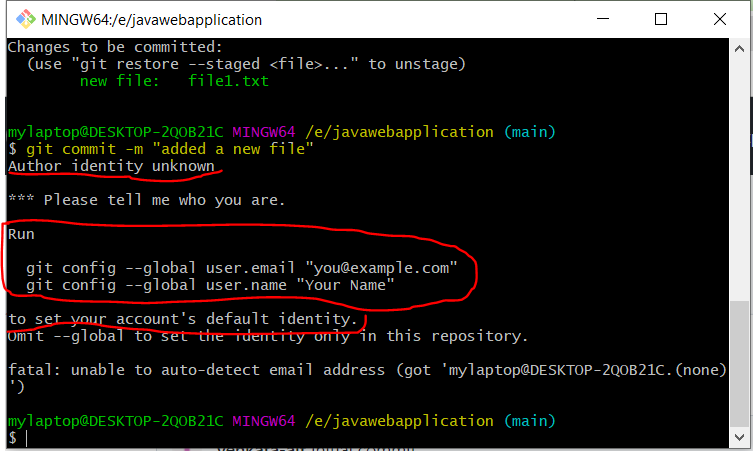 MINGW64:/e/javawebapplication
Changes to be committed:
(use "git restore --staged <file>..." to unstage)
new file:   file1.txt
mylaptop@DESKTOP-2QOB21C MINGW64 /e/javawebapplication (main)
$ git commit -m "added a new file"
Author identity unknown
*** Please tell me who you are.
Run
git config --global user.email "you@example.com"
git config --global user.name "Your Name"
to set your account's default identity.
Omit --global to set the identity only in this repository.
fatal: unable to auto-detect email address (got 'mylaptop@DESKTOP-2QOB21C.(none)
')
mylaptop@DESKTOP-2QOB21C MINGW64 /e/javawebapplication (main)
$